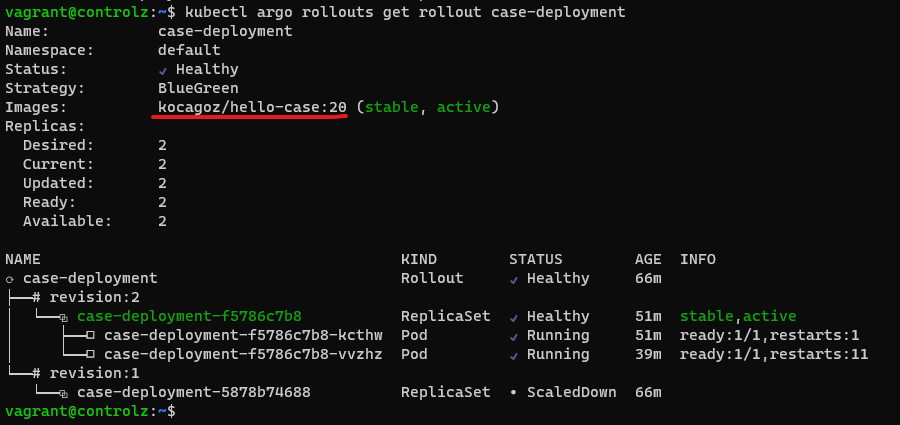 vagrant@controlz:~$ kubectl argo rollouts get rollout case-deployment
Name:            case-deployment
Namespace:       default
Status:          ✔ Healthy
Strategy:        BlueGreen
Images:          kocagoz/hello-case:20 (stable, active)
Replicas:
  Desired:       2
  Current:       2
  Updated:       2
  Ready:         2
  Available:     2

NAME                                        KIND        STATUS        AGE  INFO
⟳ case-deployment                           Rollout     ✔ Healthy     66m
├──# revision:2
│  └──⧉ case-deployment-f5786c7b8           ReplicaSet  ✔ Healthy     51m  stable,active
│     ├──□ case-deployment-f5786c7b8-kcthw  Pod         ✔ Running     51m  ready:1/1,restarts:1
│     └──□ case-deployment-f5786c7b8-vvzhz  Pod         ✔ Running     39m  ready:1/1,restarts:11
└──# revision:1
   └──⧉ case-deployment-5878b74688          ReplicaSet  • ScaledDown  66m
vagrant@controlz:~$